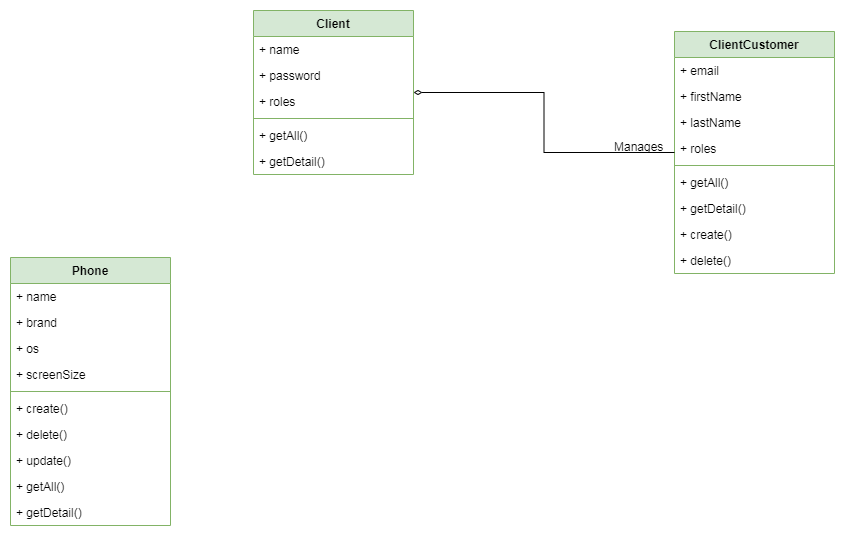 Client
+ name
+ password
+ roles
+ getAll()
+ getDetail()
Manages
ClientCustomer
+ email
+ firstName
+ lastName
+ roles
+ getAll()
+ getDetail()
+ create()
+ delete()
Phone
+ name
+ brand
+ os
+ screenSize
+ create()
+ delete()
+ update()
+ getAll()
+ getDetail()